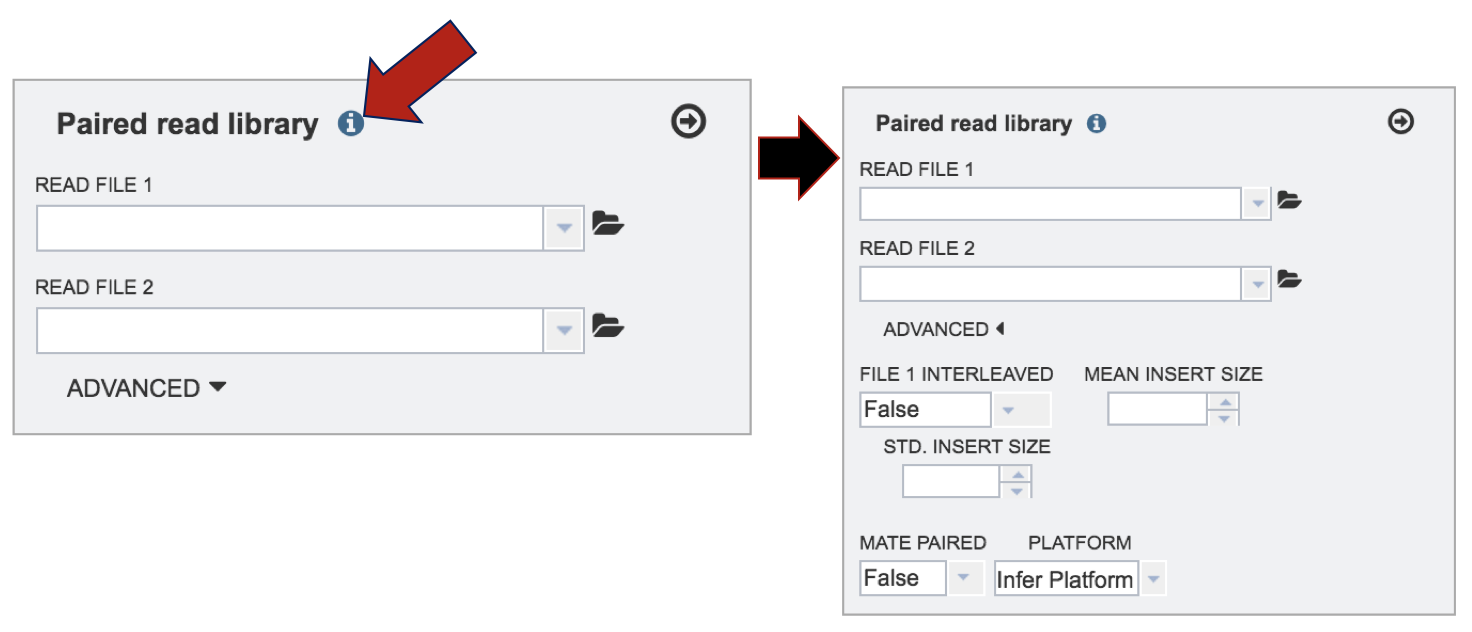 Paired read library
READ FILE 1
READ FILE 2
ADVANCED
Paired read library
READ FILE 1
READ FILE 2
ADVANCED
FILE 1 INTERLEAVED MEAN INSERT SIZE
False
STD. INSERT SIZE
MATE PAIRED PLATFORM
False Infer Platform